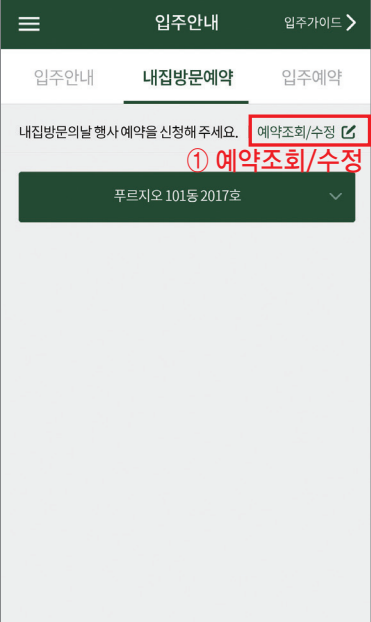 입주안내
입주가이드
입주안내 내집방문예약 입주예약
내집방문의날 행사 예약을 신청해 주세요. 예약조회/수정
① 예약조회/수정
푸르지오 101동 2017호